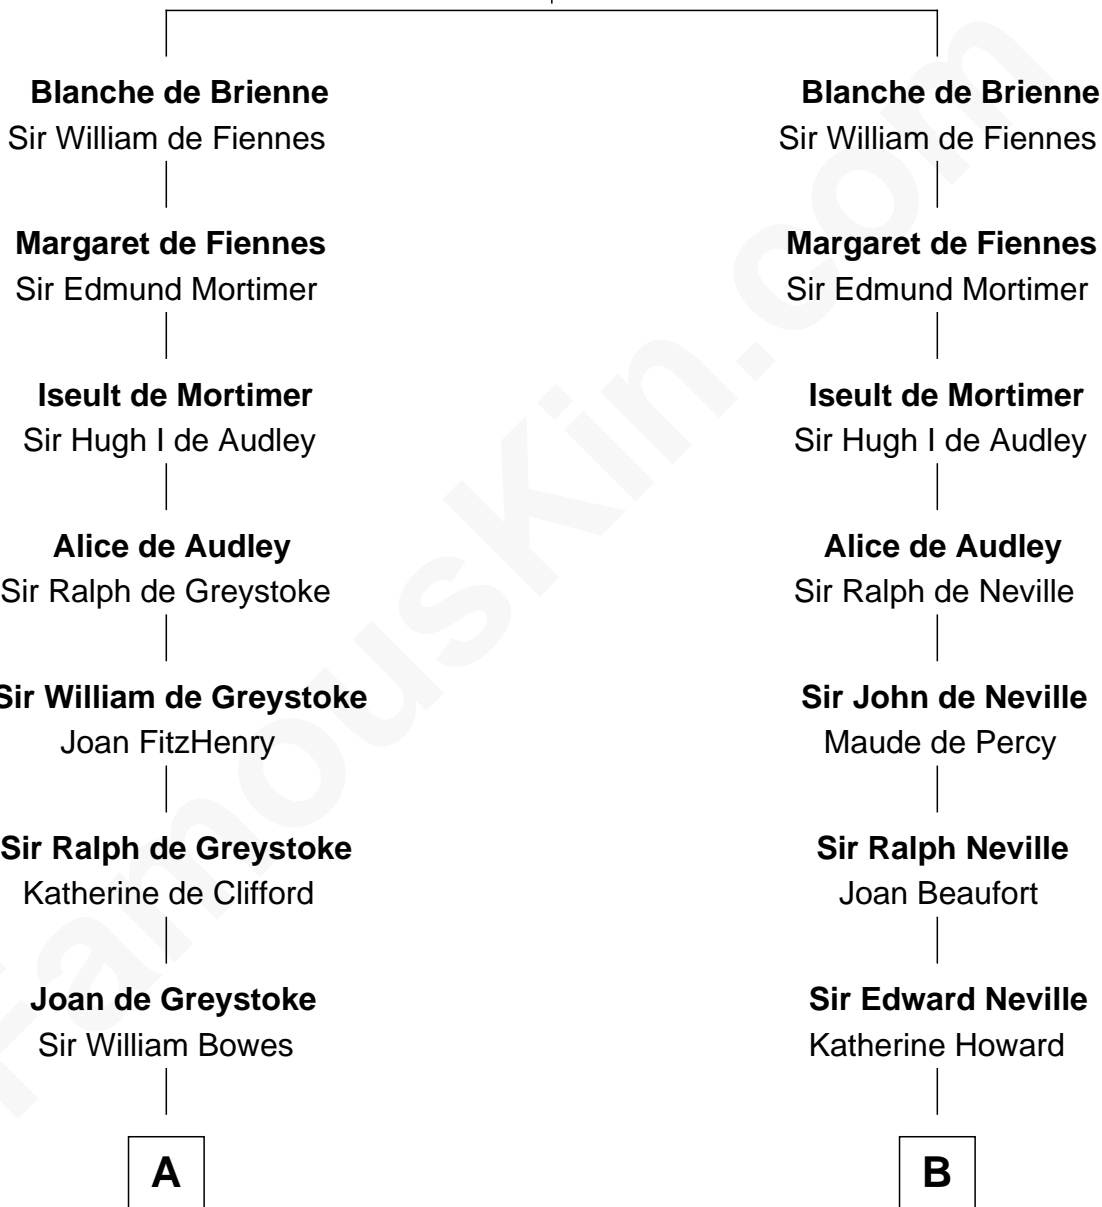 Blanche de Brienne
Sir William de Fiennes
Margaret de Fiennes
Sir Edmund Mortimer
Iseult de Mortimer
Sir Hugh I de Audley
Alice de Audley
Sir Ralph de Greystoke
Sir William de Greystoke
Joan FitzHenry
Sir Ralph de Greystoke
Katherine de Clifford
Joan de Greystoke
Sir William Bowes
A
Blanche de Brienne
Sir William de Fiennes
Margaret de Fiennes
Sir Edmund Mortimer
Iseult de Mortimer
Sir Hugh I de Audley
Alice de Audley
Sir Ralph de Neville
Sir John de Neville
Maude de Percy
Sir Ralph Neville
Joan Beaufort
Sir Edward Neville
Katherine Howard
B
FamousKin.com